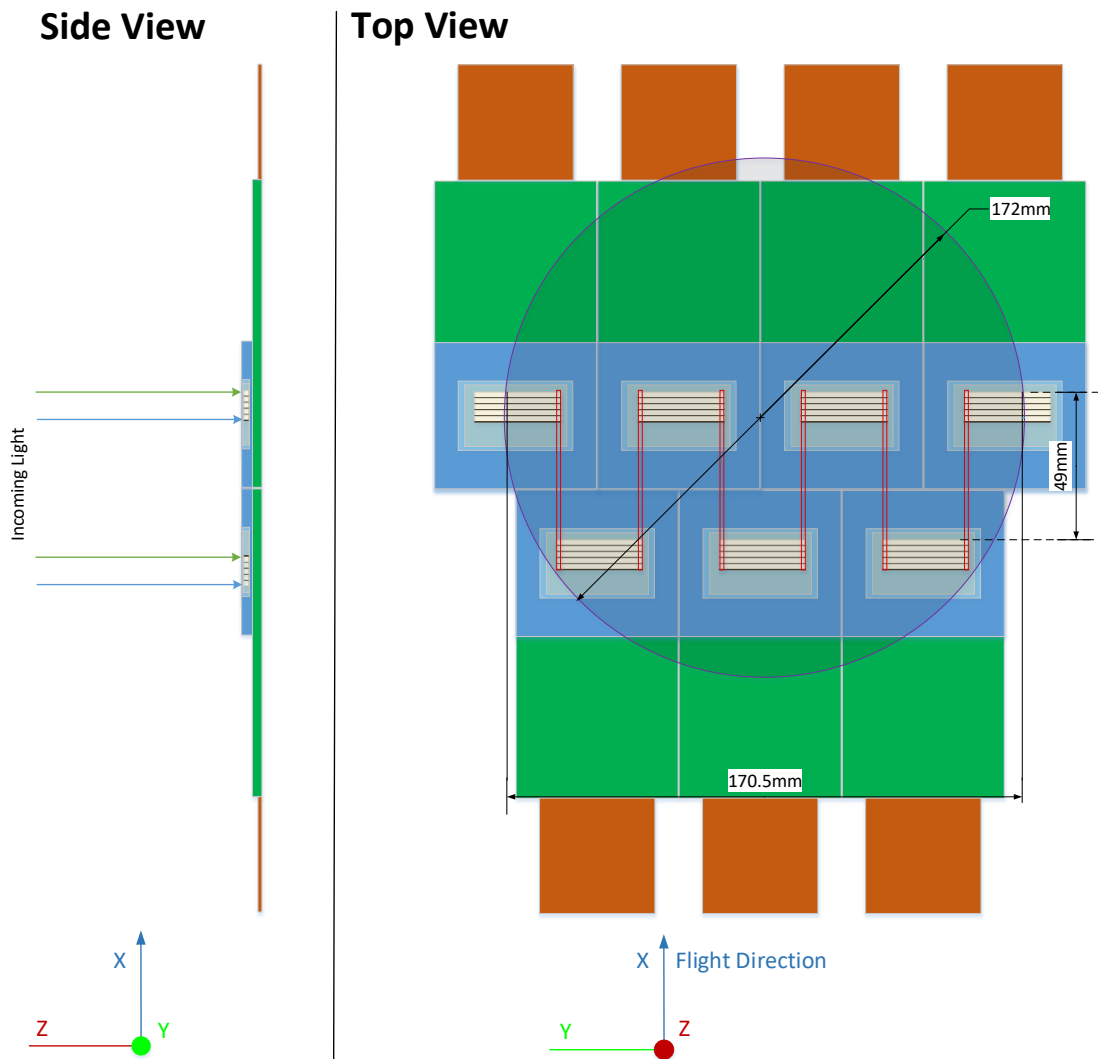 Side View
Top View
172mm
Incoming Light
49mm
170.5mm
X
Z
Y
X Flight Direction
Y
Z